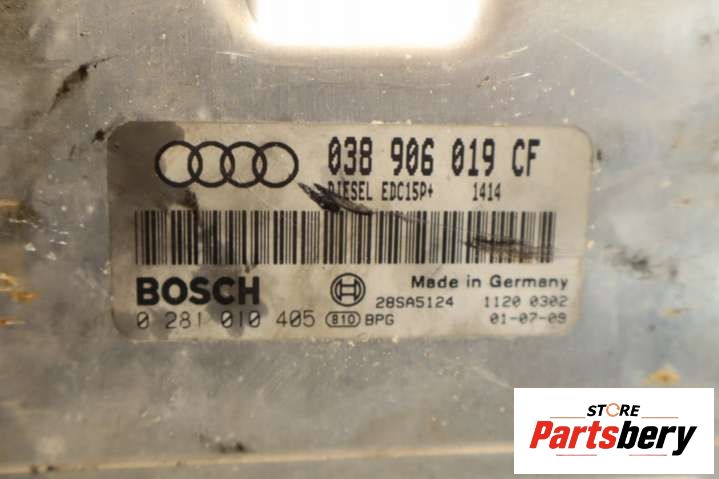 038 906 019 CF
DIESEL EDC15P+ 1414
BOSCH
Made in Germany
28SA5124 1120 0302
0 281 010 405 810 BPG 01-07-09
STORE
Partsbery